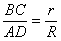 BC/AD = r/R